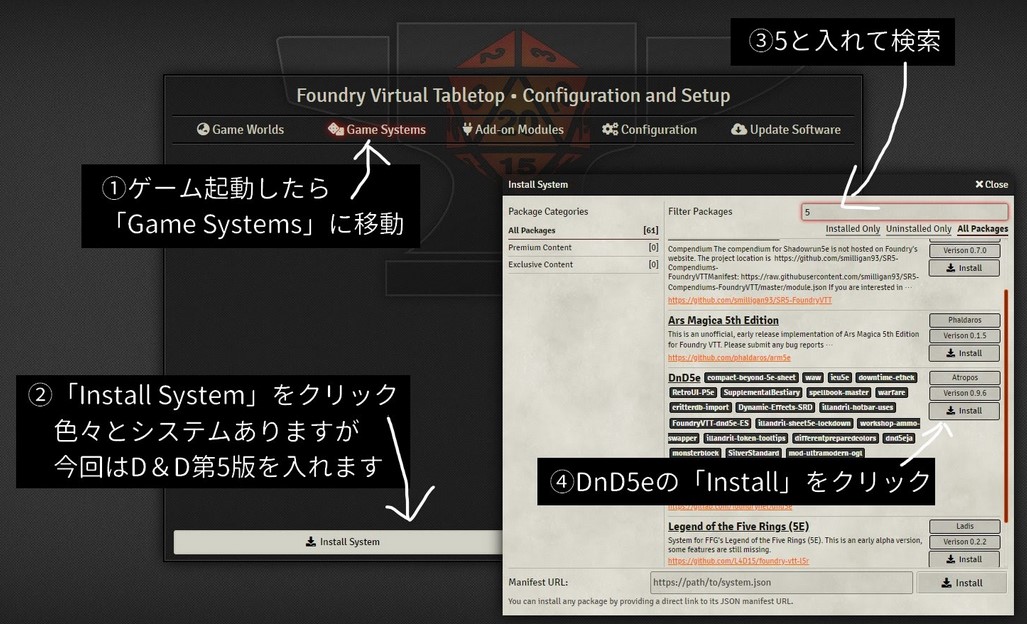 ③5と入れて検索
Foundry Virtual Tabletop • Configuration and Setup
Game Worlds
Game Systems
Add-on Modules
Configuration
Update Software
20
15
①ゲーム起動したら
「Game Systems」に移動
②「Install System」をクリック
色々とシステムありますが
今回はD＆D第5版を入れます
Install System
Install System
Close
Package Categories
All Packages [61]
Premium Content [0]
Exclusive Content [0]
Filter Packages
5
Installed Only
Uninstalled Only
All Packages
Compendium The compendium for Shadowrun5e is not hosted on Foundry's
website. The project location is https://github.com/smilligan93/SR5-
Compendiums-
FoundryVTTManifest: https://raw.githubusercontent.com/smilligan93/SR5-
Compendiums-FoundryVTT/master/module.json If you are interested in ···
https://github.com/smilligan93/SR5-FoundryVTT
Verison 0.7.0
Install
Ars Magica 5th Edition
This is an unofficial, early release implementation of Ars Magica 5th Edition
for Foundry VTT. Please submit any bug reports ···
https://github.com/phaldaros/arm5e
Phaldaros
Verison 0.1.5
Install
DnD5e compact-beyond-5e-sheet waw ieu5e downtime-ethek
RetroUI-P5e SupplementalBestiary spellbook-master warfare
critterdb-import Dynamic-Effects-SRD illandril-hotbar-uses
FoundryVTT-dnd5e-ES illandril-sheet5e-lockdown workshop-ammo-
swapper illandril-token-tooltips differentpreparedcolors dnd5eja
monsterblock SilverStandard mod-ultramodern-ogl
Atropos
Verison 0.9.6
Install
④DnD5eの「Install」をクリック
Legend of the Five Rings (5E)
System for FFG's Legend of the Five Rings (5E). This is an early alpha version,
some features are still missing.
https://github.com/L4D15/foundry-vtt-l5r
Ladis
Verison 0.2.2
Install
Manifest URL:
https://path/to/system.json
Install
You can install any package by providing a direct link to its JSON manifest URL.